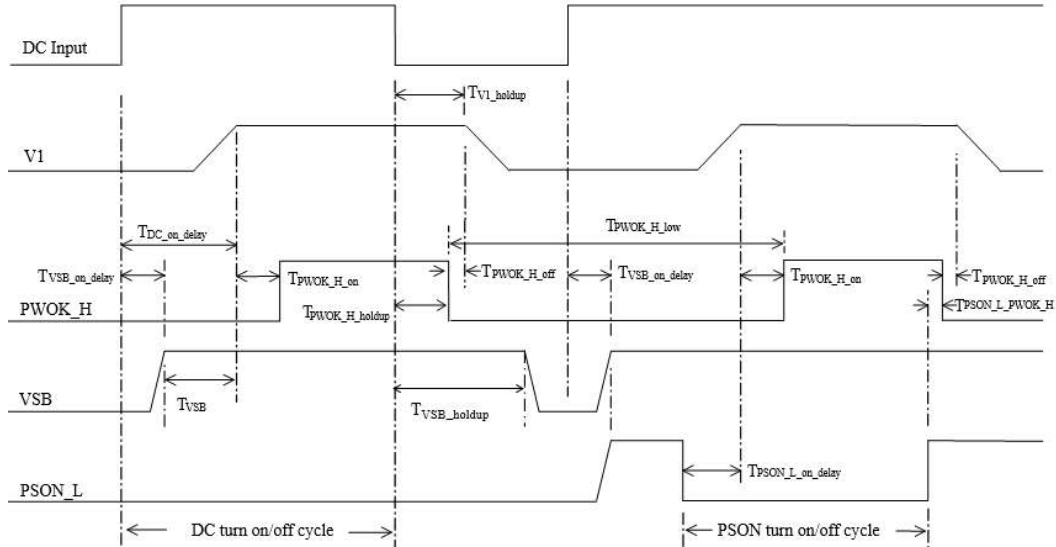 DC Input
TV1_holdup
V1
TDC_on_delay
TPWOK_H_low
TVSB_on_delay
TPWOK_H_on
TPWOK_H_off
TVSB_on_delay
TPWOK_H_on
TPWOK_H_off
PWOK_H
TPWOK_H_holdup
TPSON_L_PWOK_H
VSB
TVSB
TVSB_holdup
PSON_L
TPSON_L_on_delay
DC turn on/off cycle
PSON turn on/off cycle